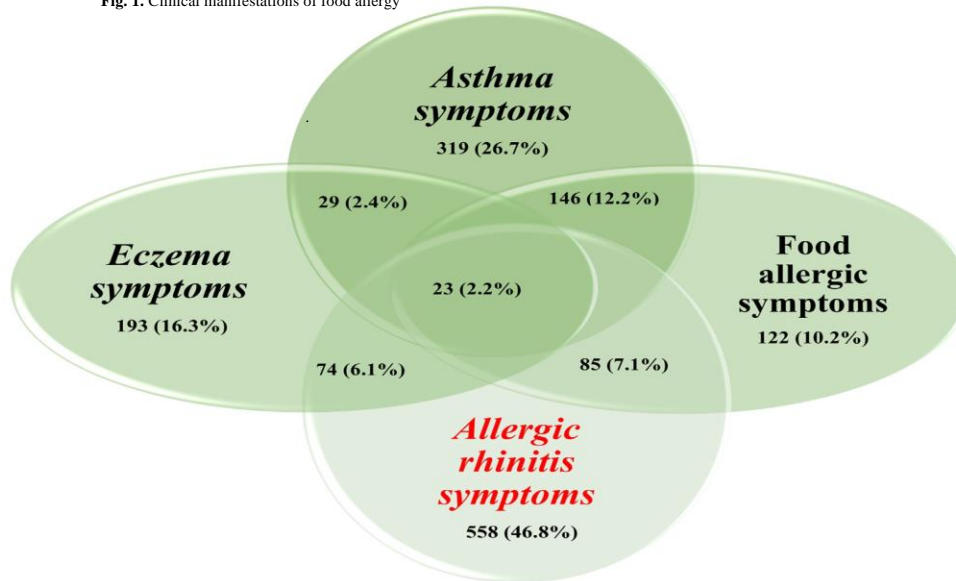 Fig. 1. Clinical manifestations of food allergy
Asthma
symptoms
319 (26.7%)
29 (2.4%)
146 (12.2%)
Eczema
symptoms
193 (16.3%)
23 (2.2%)
Food
allergic
symptoms
122 (10.2%)
74 (6.1%)
85 (7.1%)
Allergic
rhinitis
symptoms
558 (46.8%)